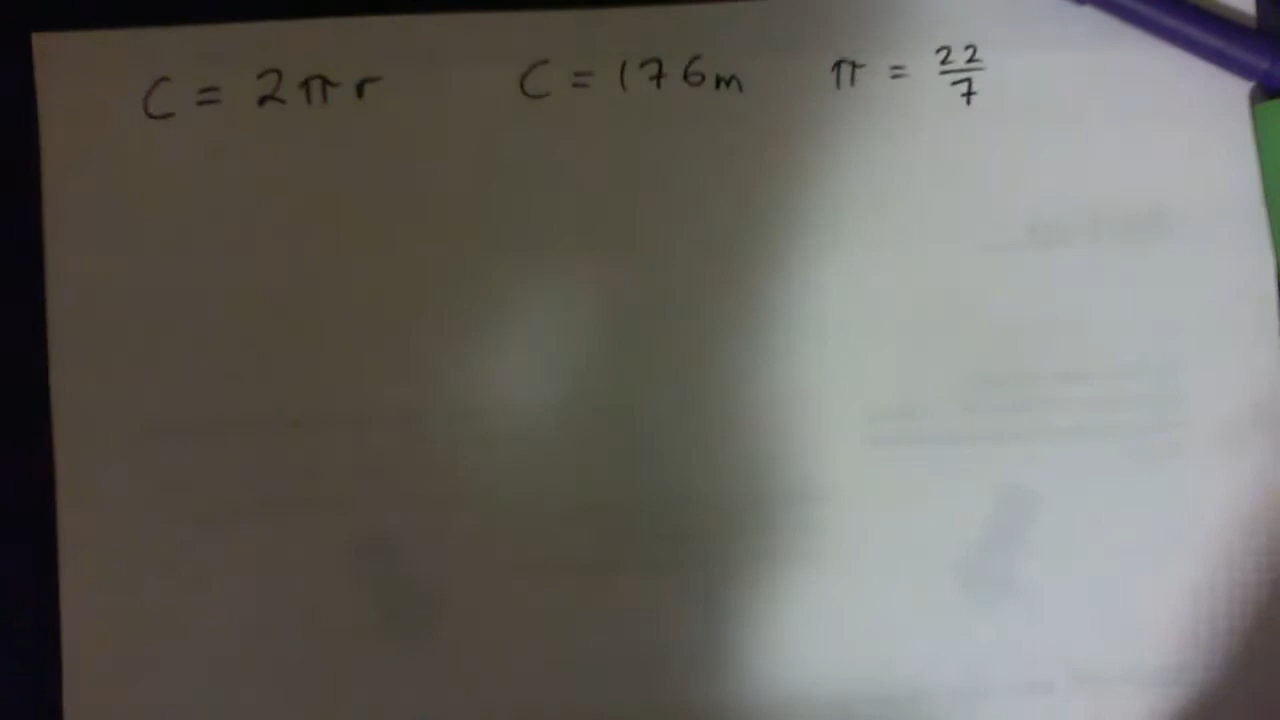 C = 2πr C = 176m π = 22/7